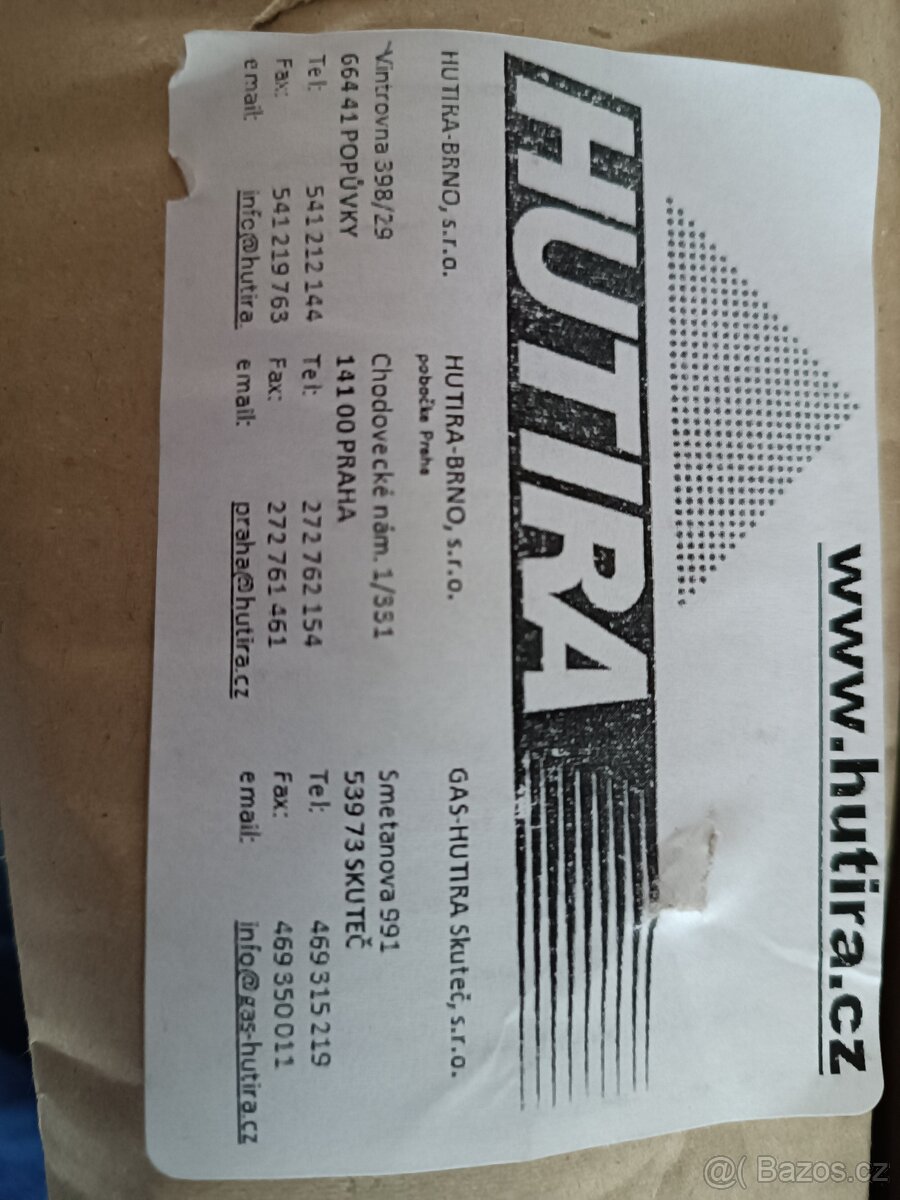 www.hutira.cz
HUTIRA
HUTIRA-BRNO, s.r.o.
Vintrovna 398/29
664 41 POPŮVKY
Tel: 541 212 144
Fax: 541 219 763
email: info@hutira.
HUTIRA-BRNO, s.r.o.
pobočka Praha
Chodovecké nám. 1/331
141 00 PRAHA
Tel: 272 762 154
Fax: 272 761 461
email: praha@hutira.cz
GAS-HUTIRA Skuteč, s.r.o.
Smetanova 991
539 73 SKUTEČ
Tel: 469 315 219
Fax: 469 350 011
email: info@gas-hutira.cz
@( Bazos.cz